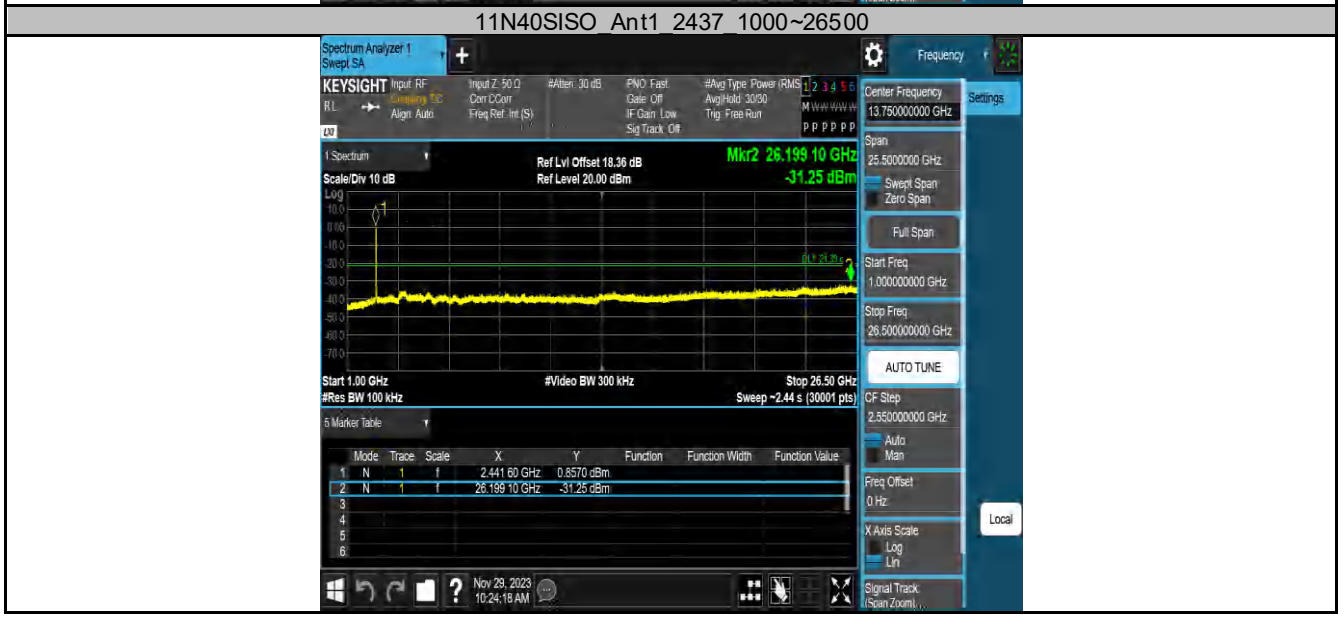 11N40SISO_Ant1_2437_1000~26500
Spectrum Analyzer 1
Swept SA
+
Frequency
KEYSIGHT Input: RF
RL
Align: Auto
LXI
Input Z: 50 Ω
Corr CCorr
Freq Ref: Int (S)
#Atten: 30 dB
PNO: Fast
Gate: Off
IF Gain: Low
Sig Track: Off
#Avg Type: Power (RMS
Avg|Hold: 30/30
Trig: Free Run
1 2 3 4 5 6
M W W W W W
P P P P P P
Center Frequency
13.750000000 GHz
Settings
Span
25.5000000 GHz
Swept Span
Zero Span
Full Span
Start Freq
1.000000000 GHz
Stop Freq
26.500000000 GHz
AUTO TUNE
CF Step
2.550000000 GHz
Auto
Man
Freq Offset
0 Hz
X Axis Scale
Log
Lin
Signal Track
(Span Zoom)
Local
1 Spectrum
Scale/Div 10 dB
Ref Lvl Offset 18.36 dB
Ref Level 20.00 dBm
Mkr2 26.199 10 GHz
-31.25 dBm
Log
10.0
0.00
-10.0
-20.0
-30.0
-40.0
-50.0
-60.0
-70.0
1
Start 1.00 GHz
#Res BW 100 kHz
#Video BW 300 kHz
Stop 26.50 GHz
Sweep ~2.44 s (30001 pts)
5 Marker Table
Mode Trace Scale X Y Function Function Width Function Value
1 N 1 f 2.441 60 GHz 0.8570 dBm
2 N 1 f 26.199 10 GHz -31.25 dBm
3
4
5
6
?
Nov 29, 2023
10:24:18 AM